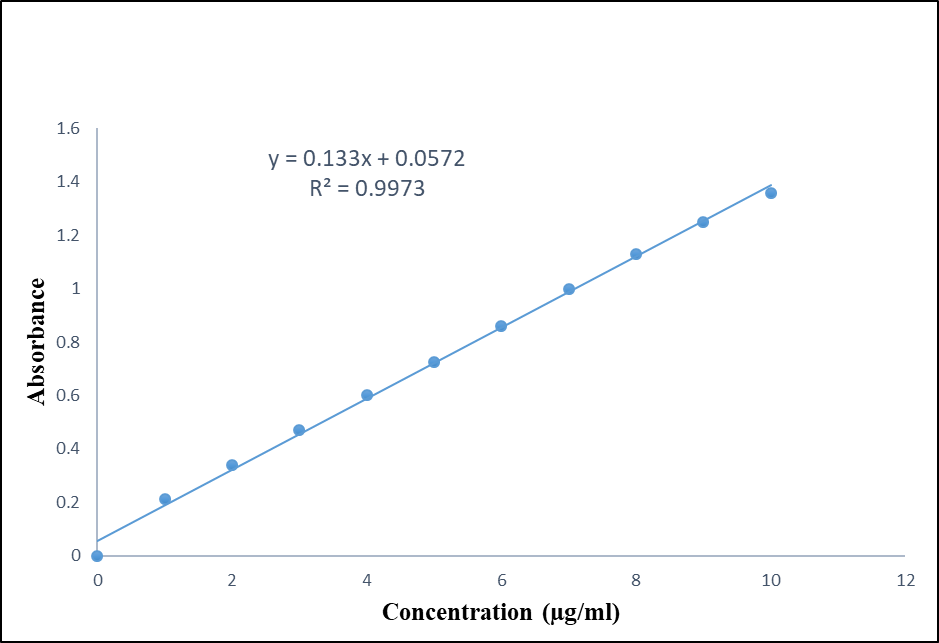 y = 0.133x + 0.0572
R² = 0.9973
1.6
1.4
1.2
1
0.8
0.6
0.4
0.2
0
Absorbance
0 2 4 6 8 10 12
Concentration (µg/ml)